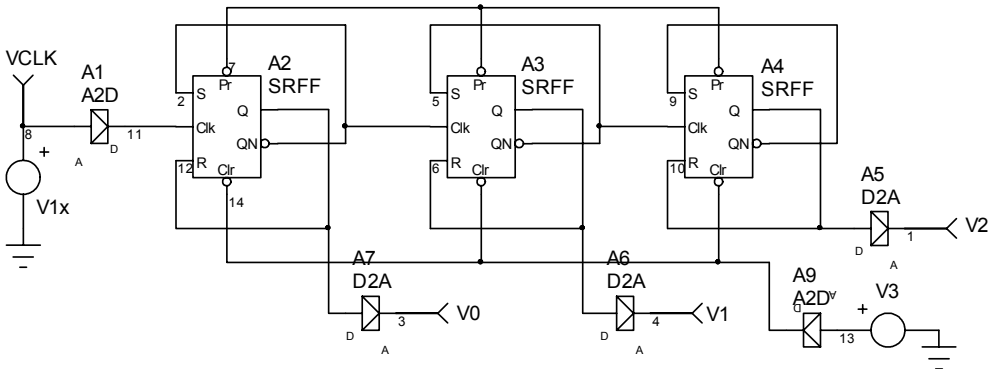 VCLK
8
+
V1x
A1
A2D
A
D
11
A2
SRFF
7
Pr
2
S
Q
Clk
QN
12
R
Clr
14
A3
SRFF
Pr
5
S
Q
Clk
QN
6
R
Clr
A4
SRFF
Pr
9
S
Q
Clk
QN
10
R
Clr
A5
D2A
D
A
1
V2
A7
D2A
D
A
3
V0
A6
D2A
D
A
4
V1
A9
A2D
A
D
13
+
V3